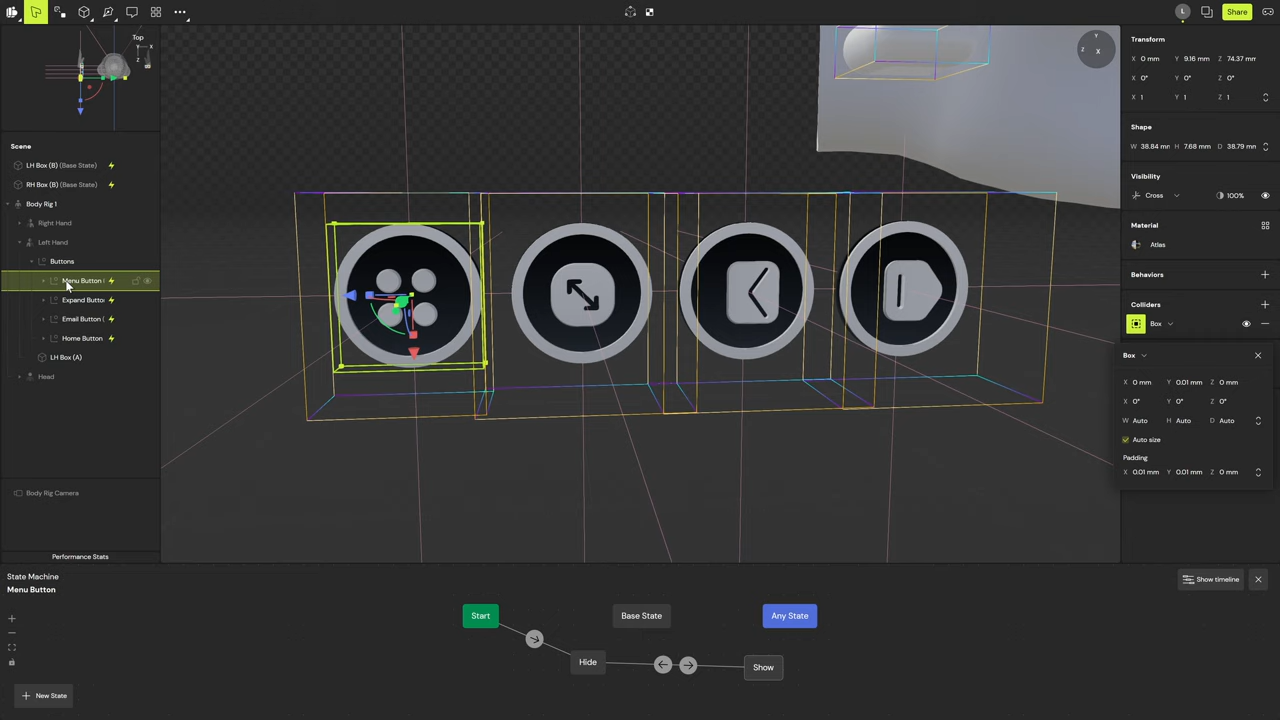 Share
L
Top
Y X
Z
Y
Z X
Scene
LH Box (B) (Base State)
RH Box (B) (Base State)
Body Rig 1
Right Hand
Left Hand
Buttons
Menu Button (
Expand Butto
Email Button (
Home Button
LH Box (A)
Head
Body Rig Camera
Performance Stats
Transform
X 0 mm Y 9.16 mm Z 74.37 mm
X 0° Y 0° Z 0°
X 1 Y 1 Z 1
Shape
W 38.84 mm H 7.68 mm D 38.79 mm
Visibility
Cross 100%
Material
Atlas
Behaviors
Colliders
Box
Box
X 0 mm Y 0.01 mm Z 0 mm
X 0° Y 0° Z 0°
W Auto H Auto D Auto
Auto size
Padding
X 0.01 mm Y 0.01 mm Z 0 mm
State Machine
Menu Button
Show timeline
Start
Base State
Any State
Hide
Show
New State